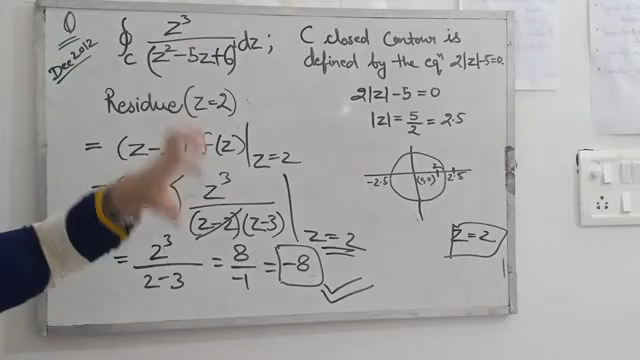 Q
Dec 2012
∮_C z³/(z²-5z+6) dz ; C closed Contour is
defined by the eqⁿ 2|z|-5=0.
Residue (z=2)
2|z|-5=0
|z| = 5/2 = 2.5
= (z- f(z)|z=2
-2.5 (0,0) 2 2.5
z³/((z-2)(z-3)) |z=2
z=2
= z³/(2-3) = 8/-1 = -8